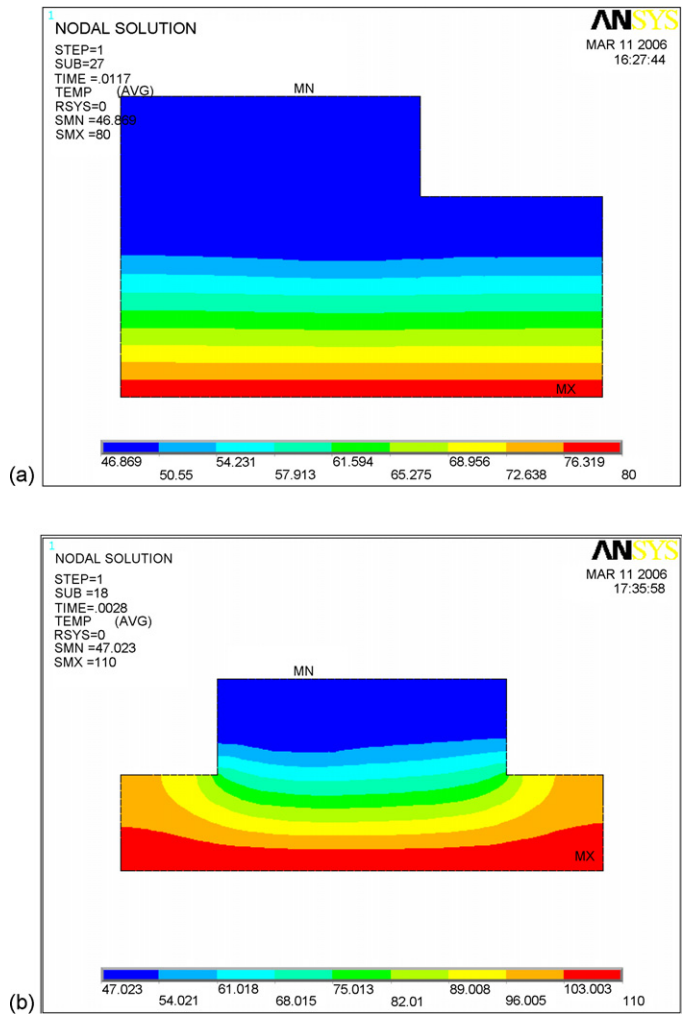 1
NODAL SOLUTION
STEP=1
SUB=27
TIME =.0117
TEMP (AVG)
RSYS=0
SMN =46.869
SMX =80
ANSYS
MAR 11 2006
16:27:44
MN
MX
46.869 54.231 61.594 68.956 76.319
50.55 57.913 65.275 72.638 80
(a)
1
NODAL SOLUTION
STEP=1
SUB =18
TIME=.0028
TEMP (AVG)
RSYS=0
SMN =47.023
SMX =110
ANSYS
MAR 11 2006
17:35:58
MN
MX
47.023 61.018 75.013 89.008 103.003
54.021 68.015 82.01 96.005 110
(b)